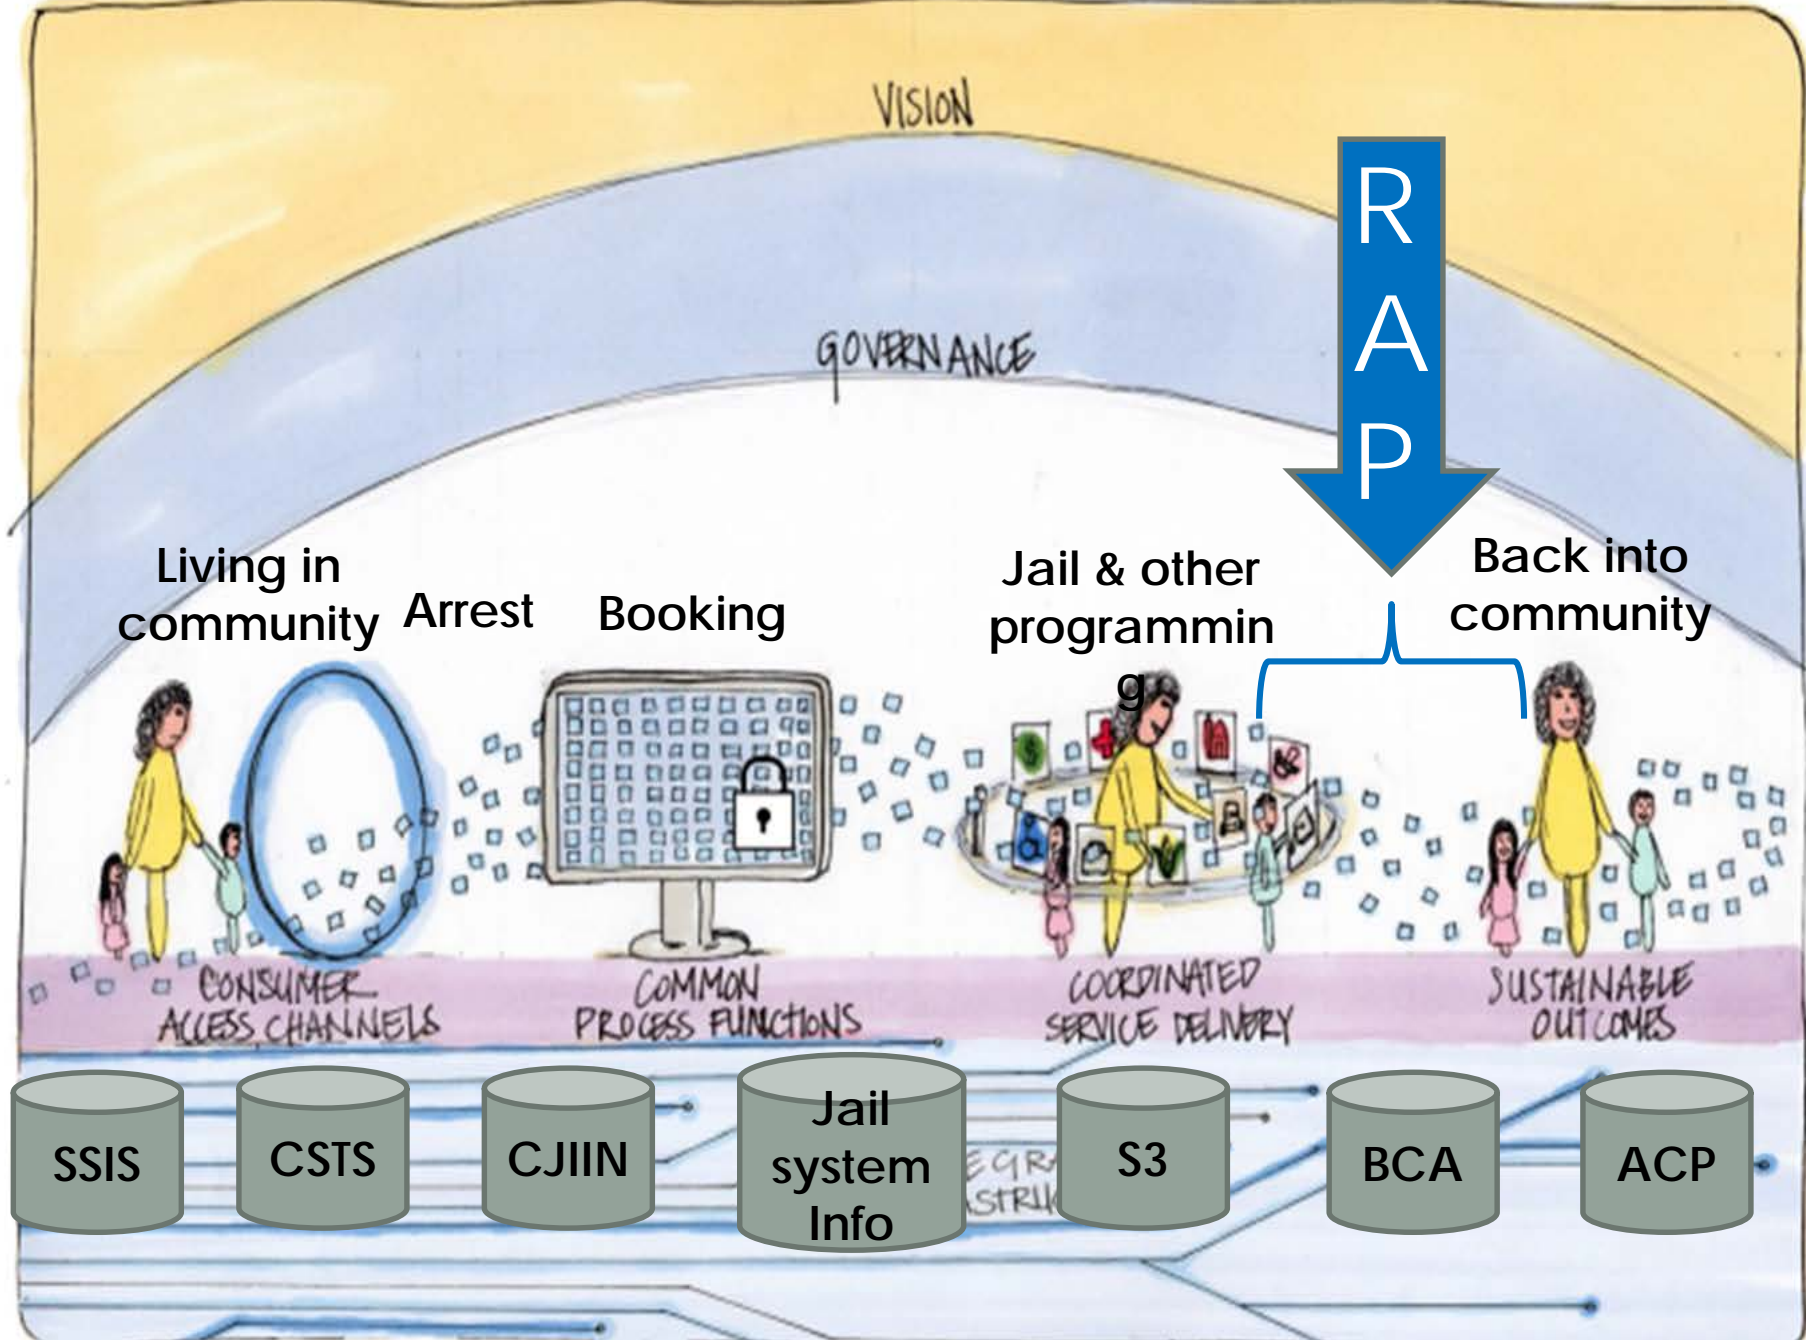 VISION
R
A
P
GOVERNANCE
Living in
community
Arrest
Booking
Jail & other
programmin
g
Back into
community
CONSUMER
ACCESS CHANNELS
COMMON
PROCESS FUNCTIONS
COORDINATED
SERVICE DELIVERY
SUSTAINABLE
OUTCOMES
SSIS
CSTS
CJIIN
Jail
system
Info
S3
BCA
ACP